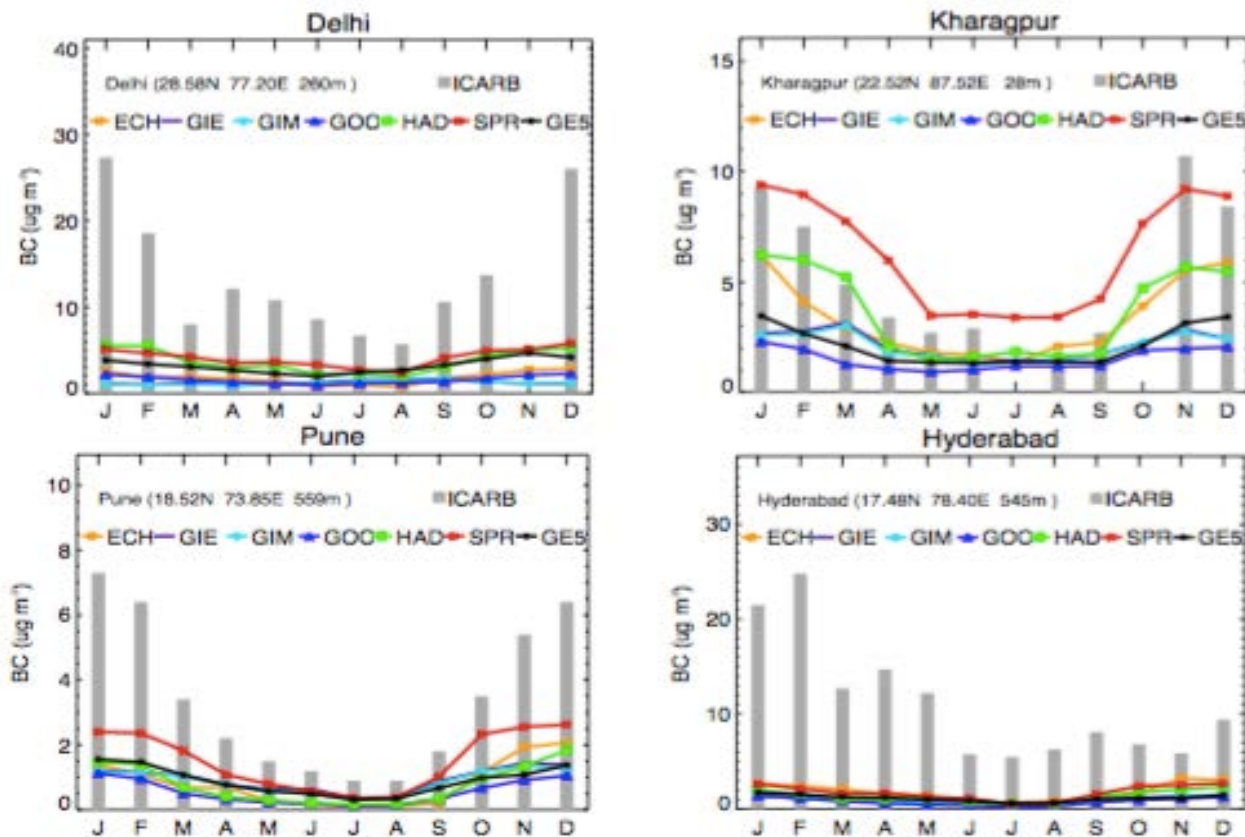 Delhi
40
Delhi (28.58N 77.20E 260m) ICARB
ECH GIE GIM GOC HAD SPR GE5
30
BC (ug m⁻³)
20
10
0
J F M A M J J A S O N D
Kharagpur
15
Kharagpur (22.52N 87.52E 28m) ICARB
ECH GIE GIM GOC HAD SPR GE5
10
BC (ug m⁻³)
5
0
J F M A M J J A S O N D
Pune
10
Pune (18.52N 73.85E 559m) ICARB
ECH GIE GIM GOC HAD SPR GE5
8
6
BC (ug m⁻³)
4
2
0
J F M A M J J A S O N D
Hyderabad
Hyderabad (17.48N 78.40E 545m) ICARB
30
ECH GIE GIM GOC HAD SPR GE5
20
BC (ug m⁻³)
10
0
J F M A M J J A S O N D